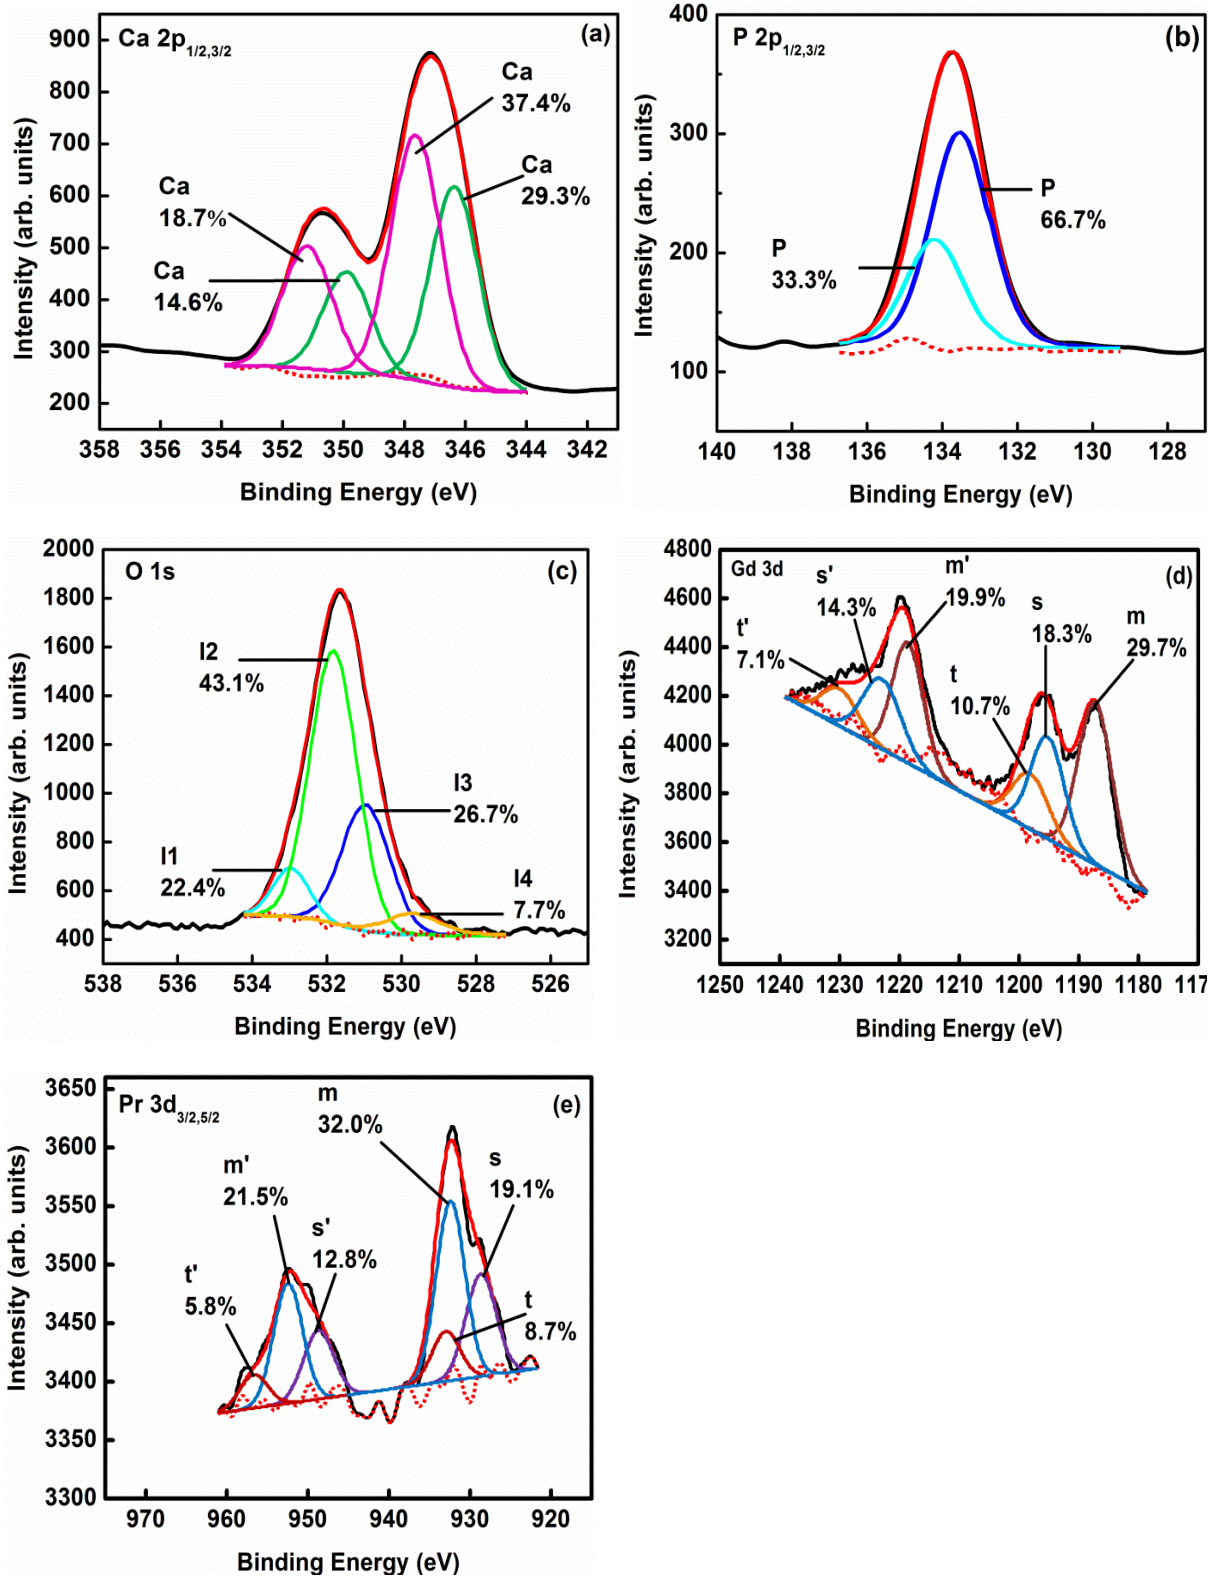 Ca 2p1/2,3/2
(a)
Ca
37.4%
Ca
29.3%
Ca
18.7%
Ca
14.6%
900
800
700
600
500
400
300
200
358 356 354 352 350 348 346 344 342
Intensity (arb. units)
Binding Energy (eV)
P 2p1/2,3/2
(b)
P
66.7%
P
33.3%
400
300
200
100
140 138 136 134 132 130 128
Intensity (arb. units)
Binding Energy (eV)
O 1s
(c)
I2
43.1%
I3
26.7%
I1
22.4%
I4
7.7%
2000
1800
1600
1400
1200
1000
800
600
400
538 536 534 532 530 528 526
Intensity (arb. units)
Binding Energy (eV)
Gd 3d
(d)
s'
14.3%
m'
19.9%
t'
7.1%
s
18.3%
m
29.7%
t
10.7%
4800
4600
4400
4200
4000
3800
3600
3400
3200
1250 1240 1230 1220 1210 1200 1190 1180 117
Intensity (arb. units)
Binding Energy (eV)
Pr 3d3/2,5/2
(e)
m
32.0%
m'
21.5%
s
19.1%
s'
12.8%
t'
5.8%
t
8.7%
3650
3600
3550
3500
3450
3400
3350
3300
970 960 950 940 930 920
Intensity (arb. units)
Binding Energy (eV)